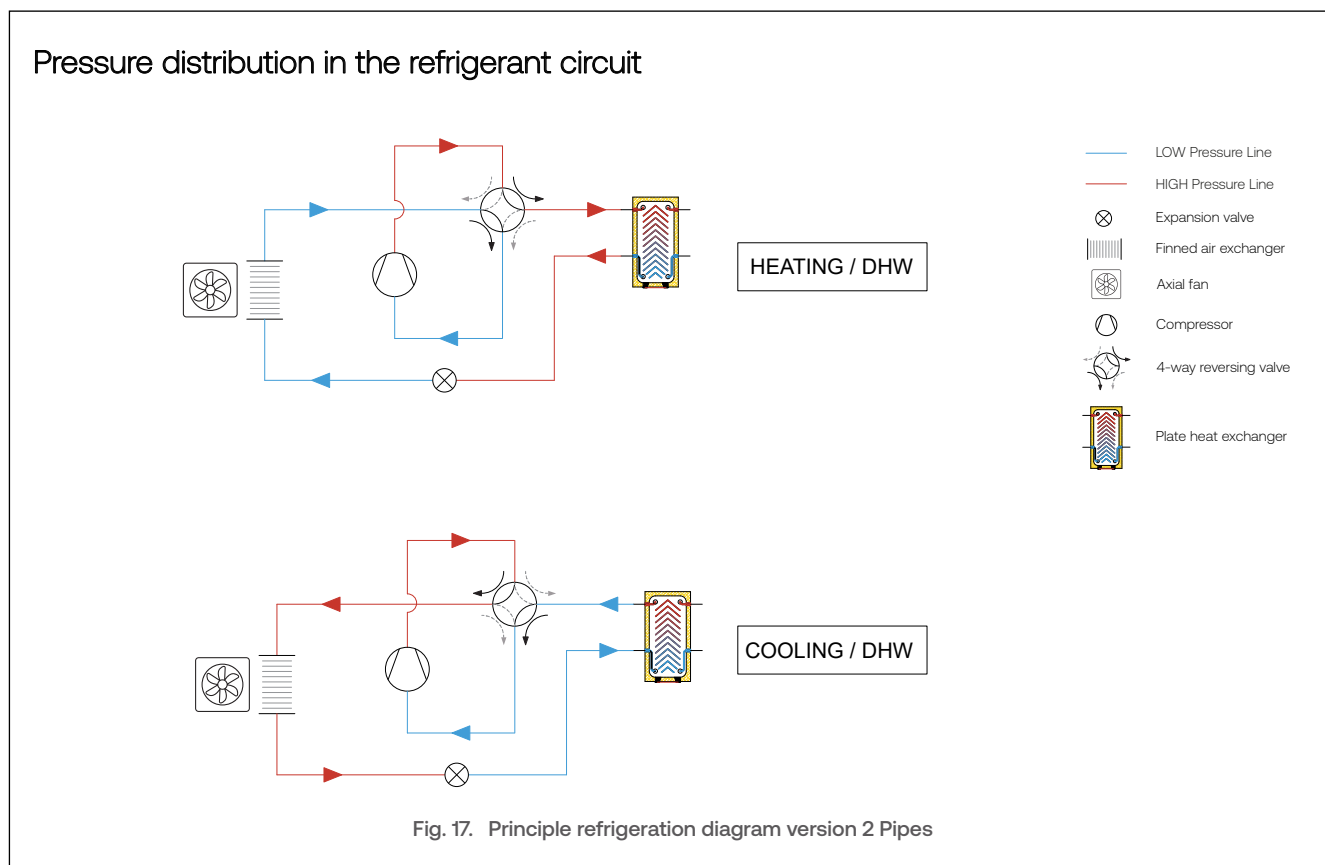 Pressure distribution in the refrigerant circuit
LOW Pressure Line
HIGH Pressure Line
Expansion valve
Finned air exchanger
Axial fan
Compressor
4-way reversing valve
Plate heat exchanger
HEATING / DHW
COOLING / DHW
Fig. 17. Principle refrigeration diagram version 2 Pipes